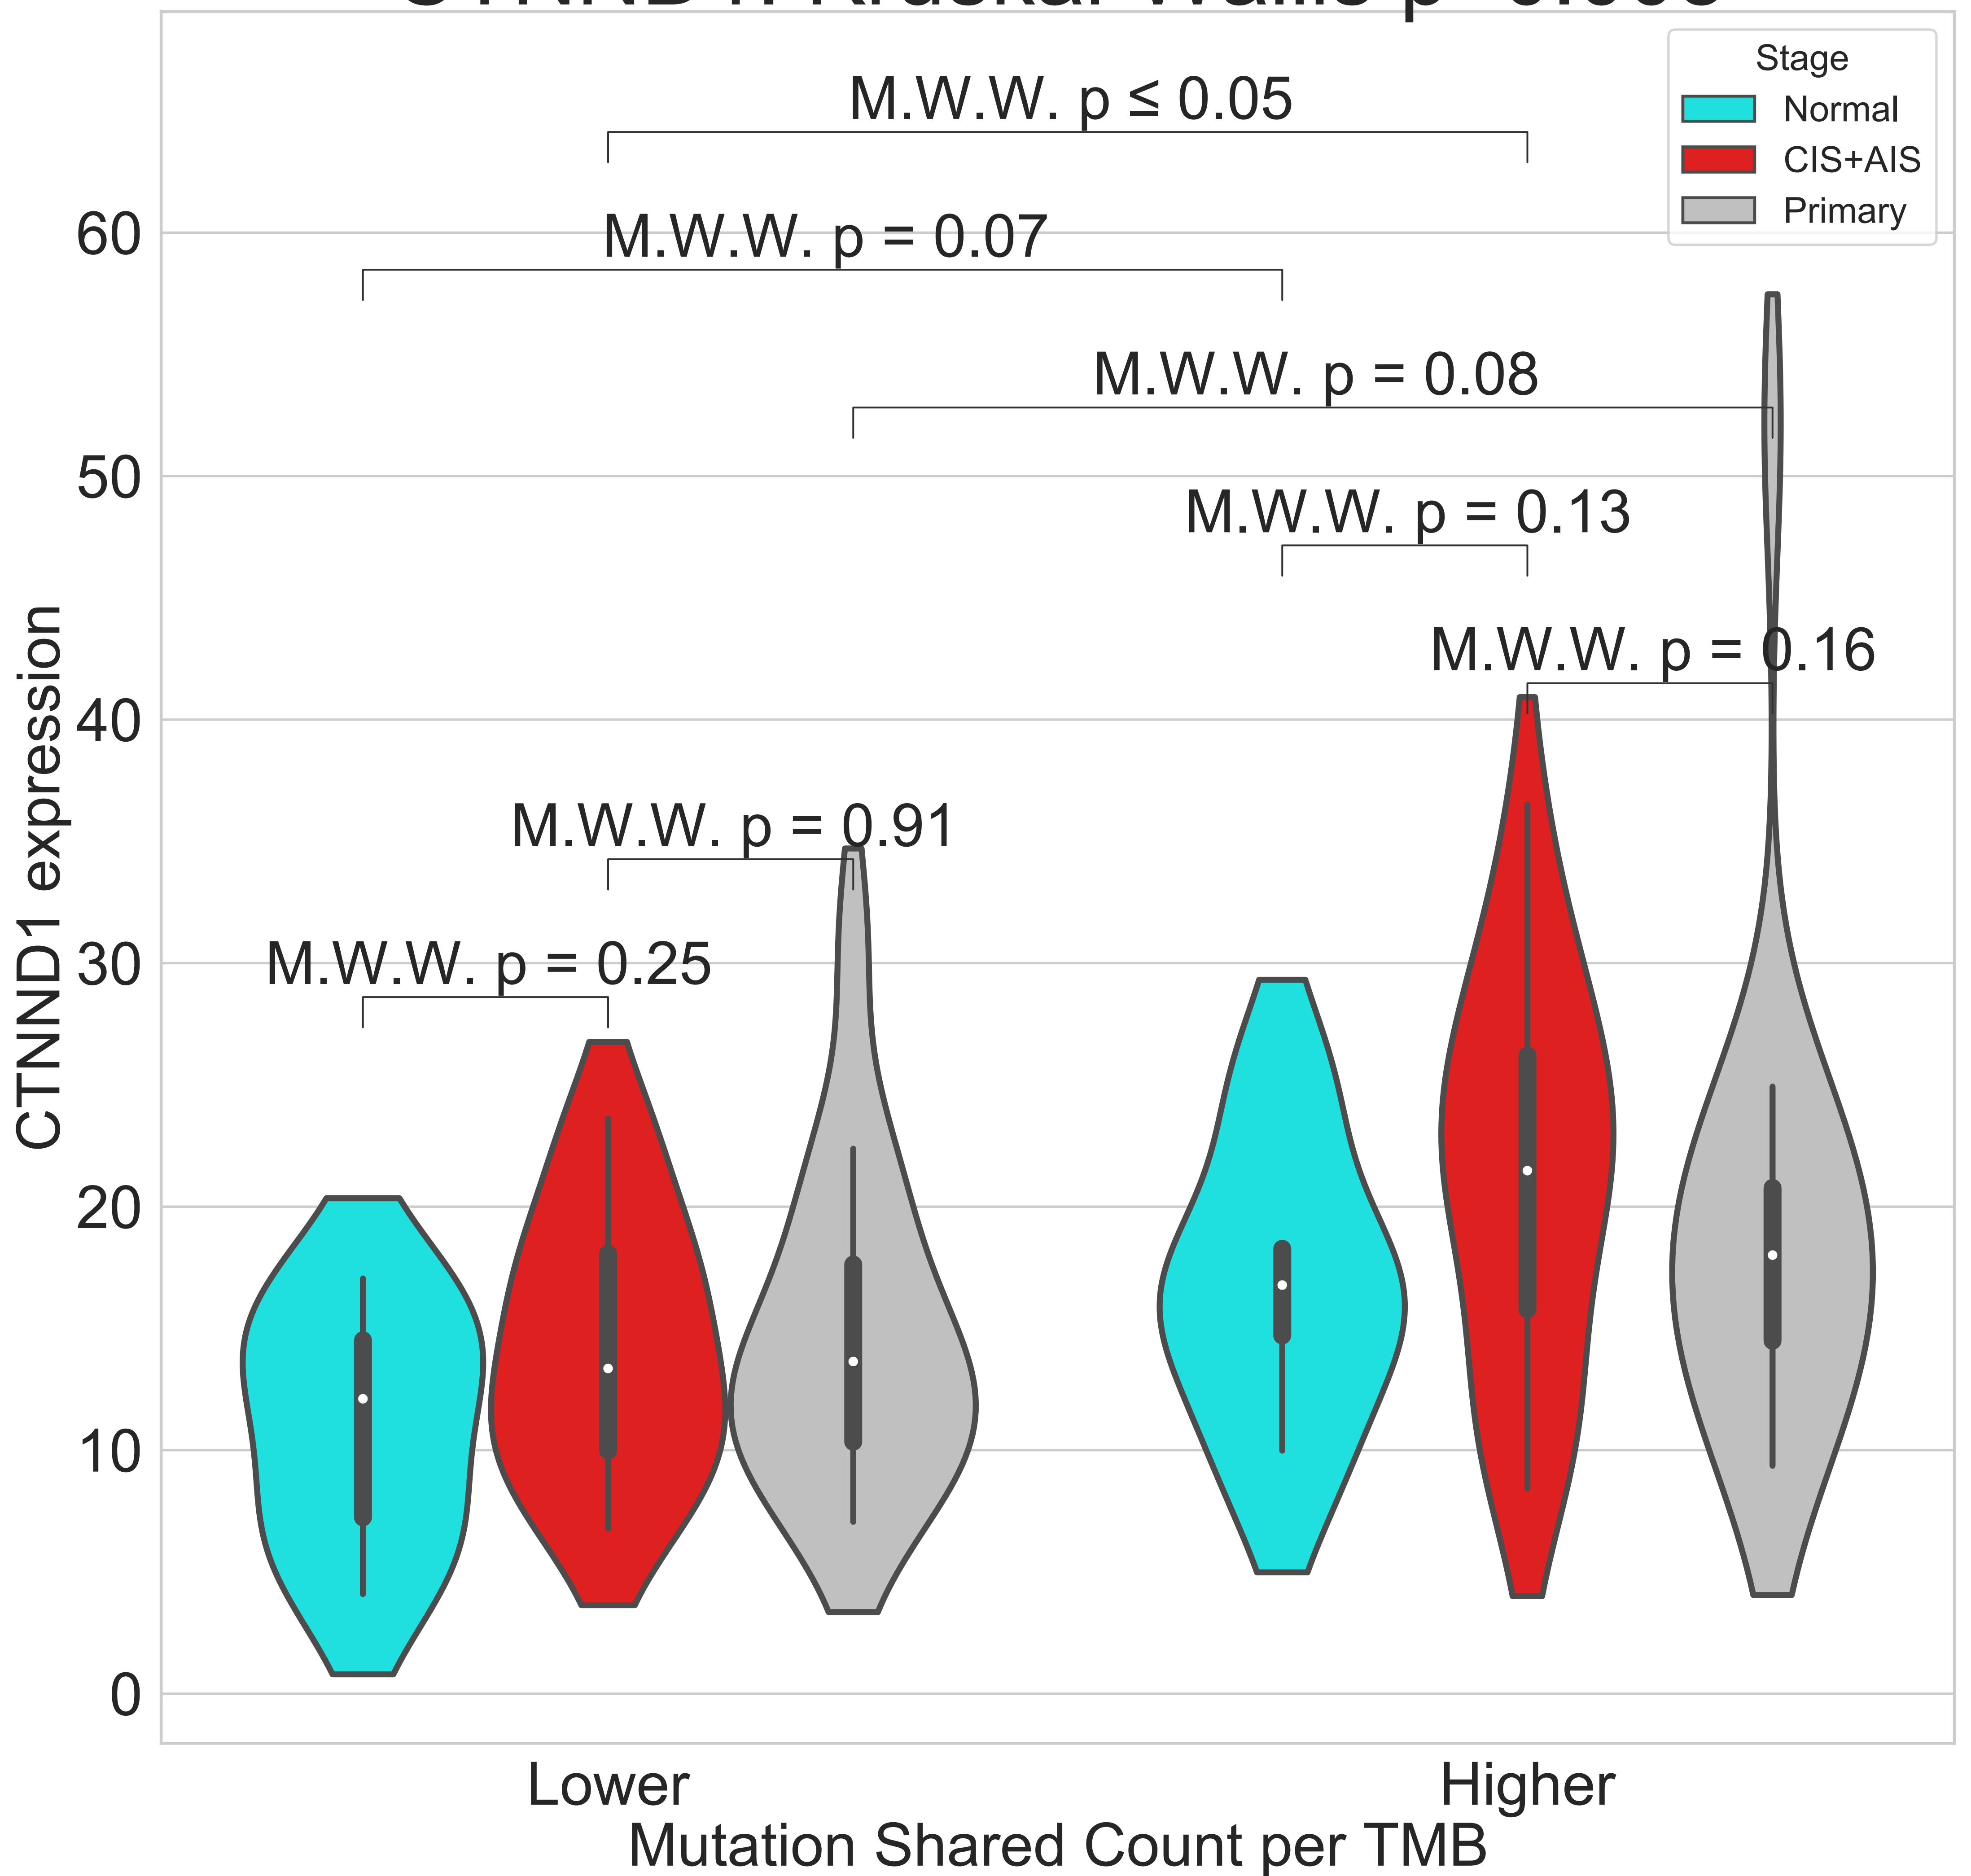 M.W.W. p ≤ 0.05
Stage
Normal
CIS+AIS
Primary
M.W.W. p = 0.07
M.W.W. p = 0.08
M.W.W. p = 0.13
M.W.W. p = 0.16
M.W.W. p = 0.91
M.W.W. p = 0.25
60
50
40
30
20
10
0
CTNND1 expression
Lower
Higher
Mutation Shared Count per TMB